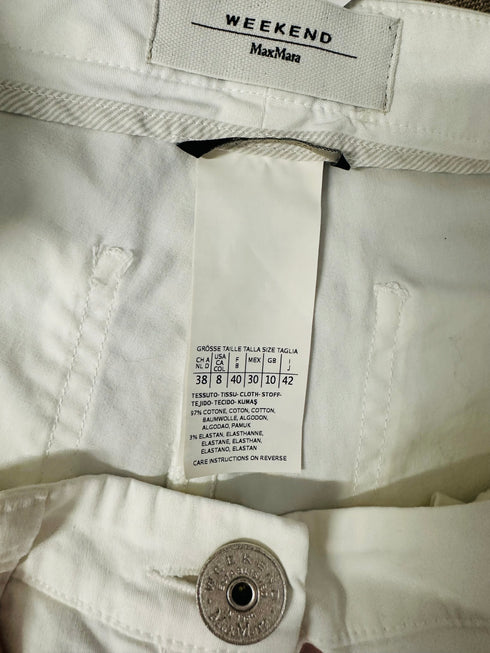 WEEKEND
MaxMara
GRÖSSE TAILLE TALLA SIZE TAGLIA
CH A NL D USA CA COL F B MEX GB I J
38 8 40 30 10 42
TESSUTO- TISSU- CLOTH- STOFF-
TEJIDO- TECIDO- KUMAŞ
97% COTONE, COTON, COTTON,
BAUMWOLLE, ALGODON,
ALGODAO, PAMUK
3% ELASTAN, ELASTHANNE,
ELASTANE, ELASTHAN,
ELASTANO, ELASTAN
CARE INSTRUCTIONS ON REVERSE
WEEKEND
MaxMara